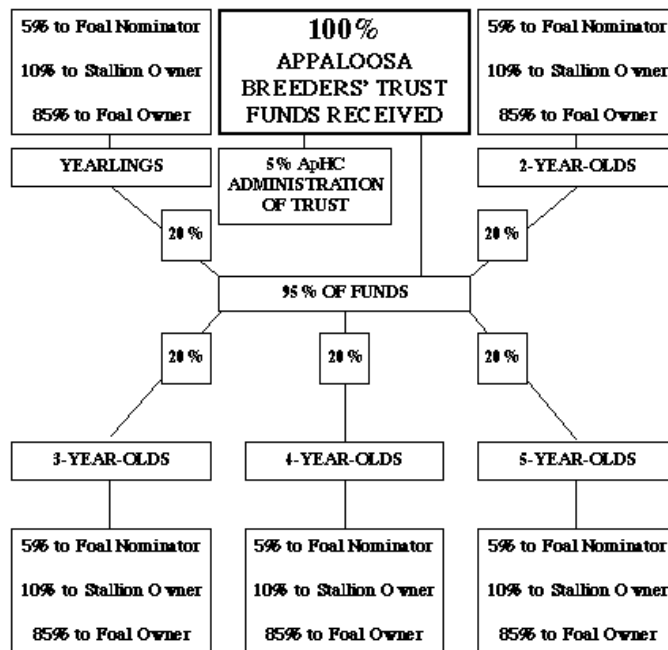 5% to Foal Nominator
10% to Stallion Owner
85% to Foal Owner
100%
APPALOOSA
BREEDERS' TRUST
FUNDS RECEIVED
5% to Foal Nominator
10% to Stallion Owner
85% to Foal Owner
YEARLINGS
5% ApHC
ADMINISTRATION
OF TRUST
2-YEAR-OLDS
20%
20%
95% OF FUNDS
20%
20%
20%
3-YEAR-OLDS
4-YEAR-OLDS
5-YEAR-OLDS
5% to Foal Nominator
10% to Stallion Owner
85% to Foal Owner
5% to Foal Nominator
10% to Stallion Owner
85% to Foal Owner
5% to Foal Nominator
10% to Stallion Owner
85% to Foal Owner